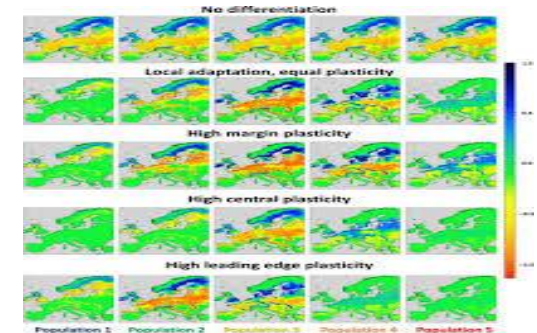 No differentiation
Local adaptation, equal plasticity
High margin plasticity
High central plasticity
High leading edge plasticity
Population 1 Population 2 Population 3 Population 4 Population 5